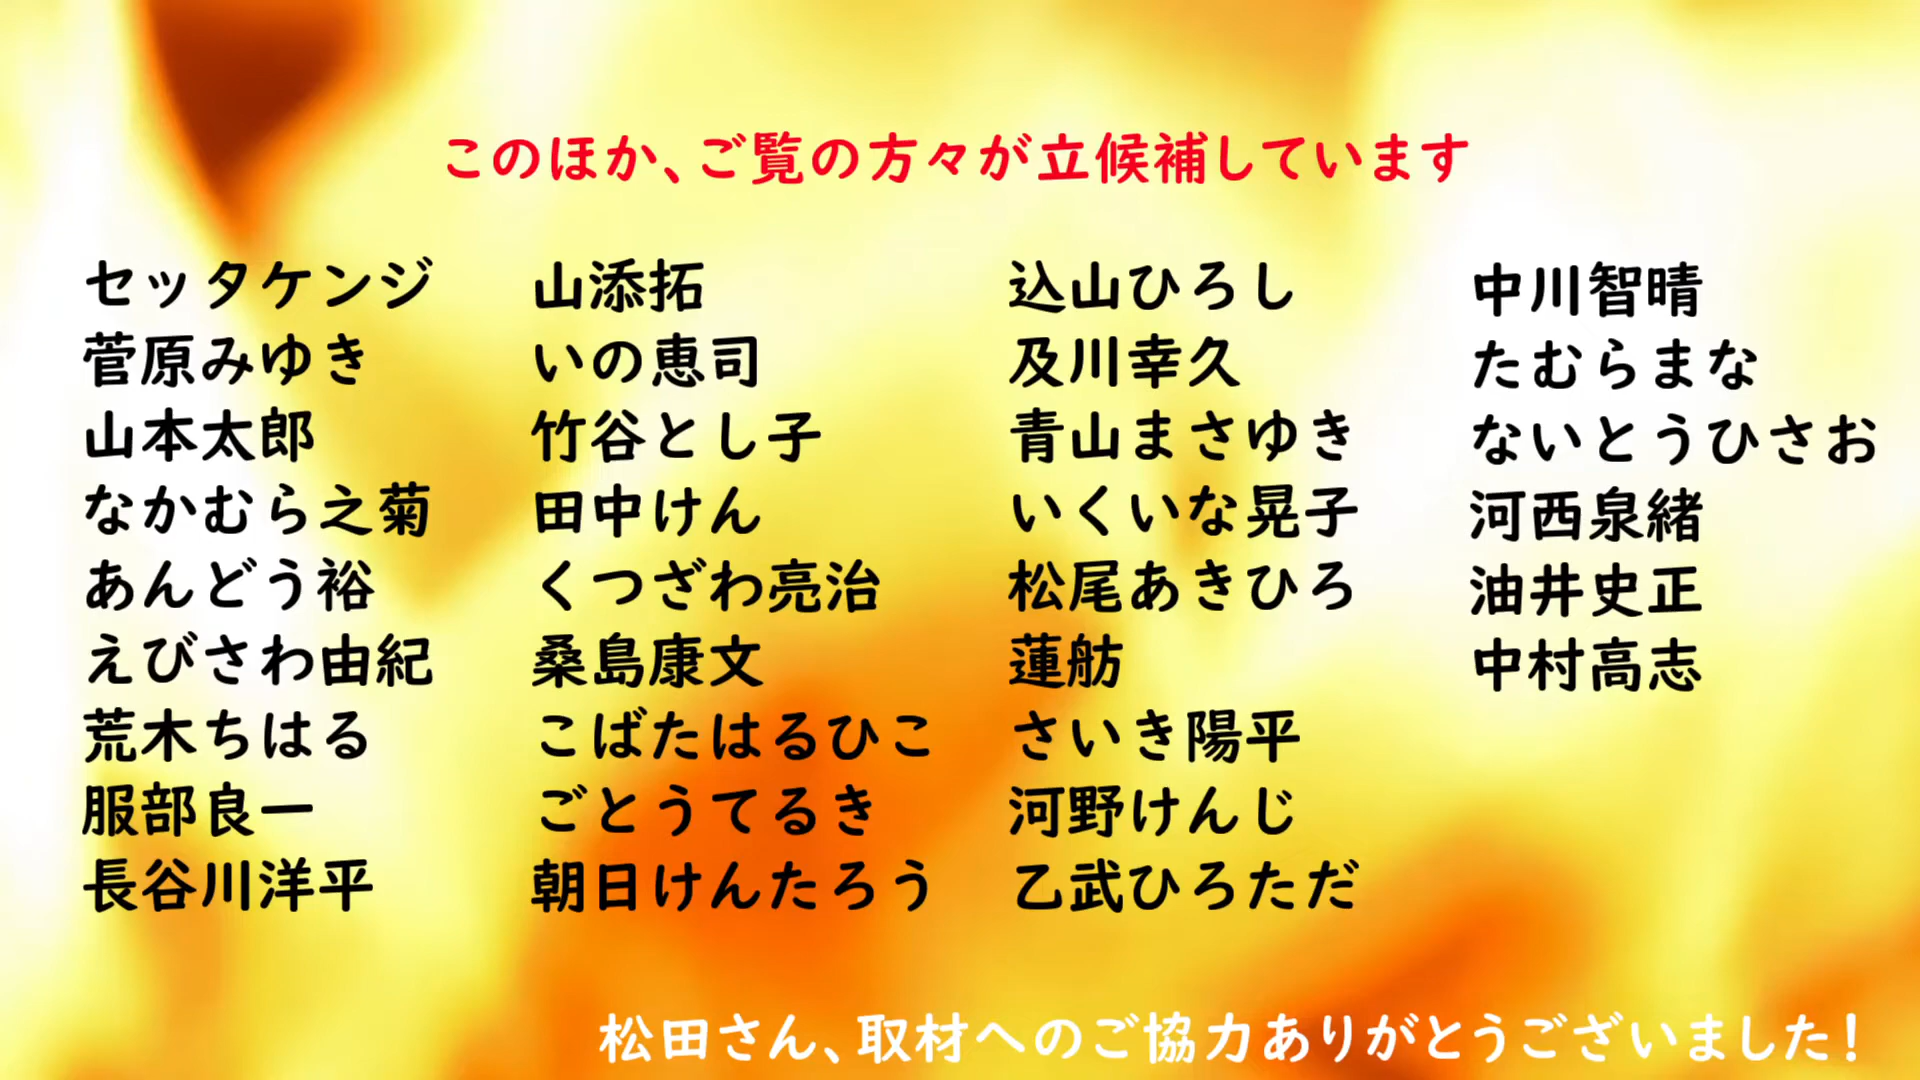 このほか、ご覧の方々が立候補しています
セッタケンジ
菅原みゆき
山本太郎
なかむら之菊
あんどう裕
えびさわ由紀
荒木ちはる
服部良一
長谷川洋平
山添拓
いの恵司
竹谷とし子
田中けん
くつざわ亮治
桑島康文
こばたはるひこ
ごとうてるき
朝日けんたろう
込山ひろし
及川幸久
青山まさゆき
いくいな晃子
松尾あきひろ
蓮舫
さいき陽平
河野けんじ
乙武ひろただ
中川智晴
たむらまな
ないとうひさお
河西泉緒
油井史正
中村高志
松田さん、取材へのご協力ありがとうございました!